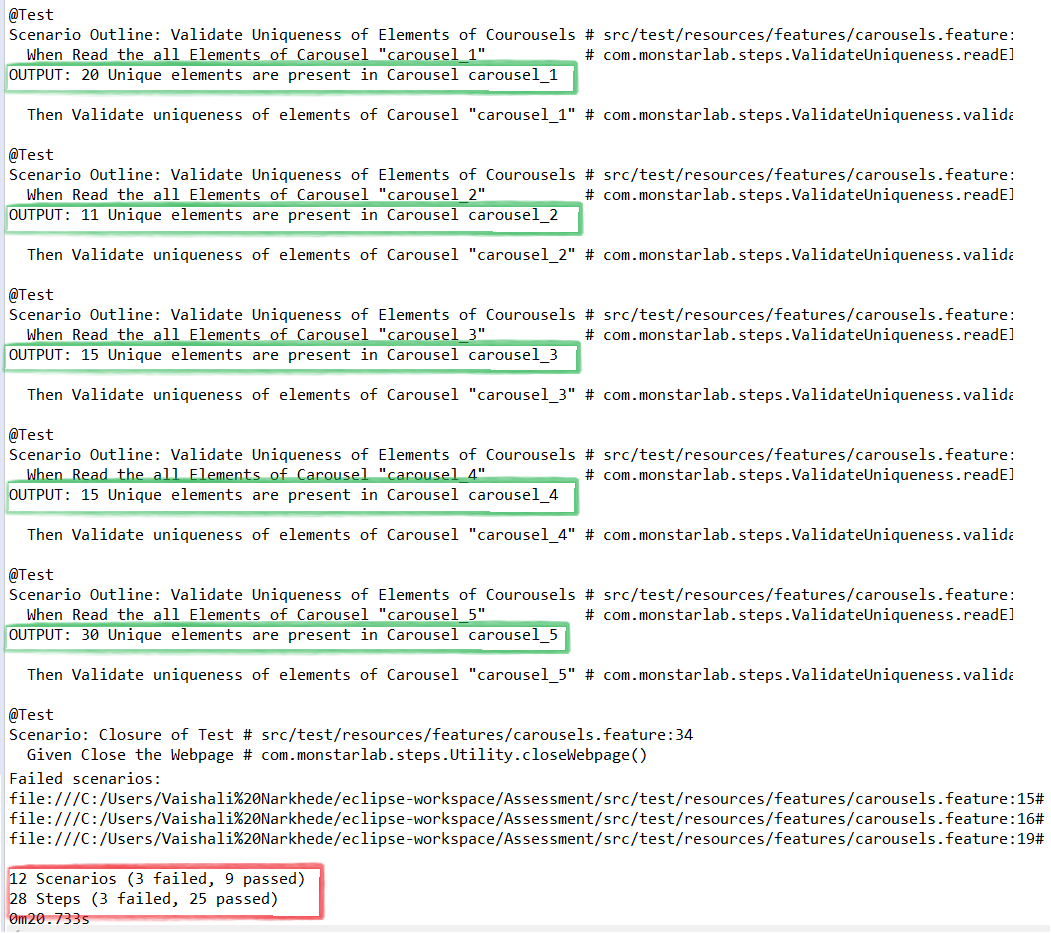 @Test
Scenario Outline: Validate Uniqueness of Elements of Courousels # src/test/resources/features/carousels.feature:
When Read the all Elements of Carousel "carousel_1" # com.monstarlab.steps.ValidateUniqueness.readEl
OUTPUT: 20 Unique elements are present in Carousel carousel_1
Then Validate uniqueness of elements of Carousel "carousel_1" # com.monstarlab.steps.ValidateUniqueness.valida
@Test
Scenario Outline: Validate Uniqueness of Elements of Courousels # src/test/resources/features/carousels.feature:
When Read the all Elements of Carousel "carousel_2" # com.monstarlab.steps.ValidateUniqueness.readEl
OUTPUT: 11 Unique elements are present in Carousel carousel_2
Then Validate uniqueness of elements of Carousel "carousel_2" # com.monstarlab.steps.ValidateUniqueness.valida
@Test
Scenario Outline: Validate Uniqueness of Elements of Courousels # src/test/resources/features/carousels.feature:
When Read the all Elements of Carousel "carousel_3" # com.monstarlab.steps.ValidateUniqueness.readEl
OUTPUT: 15 Unique elements are present in Carousel carousel_3
Then Validate uniqueness of elements of Carousel "carousel_3" # com.monstarlab.steps.ValidateUniqueness.valida
@Test
Scenario Outline: Validate Uniqueness of Elements of Courousels # src/test/resources/features/carousels.feature:
When Read the all Elements of Carousel "carousel_4" # com.monstarlab.steps.ValidateUniqueness.readEl
OUTPUT: 15 Unique elements are present in Carousel carousel_4
Then Validate uniqueness of elements of Carousel "carousel_4" # com.monstarlab.steps.ValidateUniqueness.valida
@Test
Scenario Outline: Validate Uniqueness of Elements of Courousels # src/test/resources/features/carousels.feature:
When Read the all Elements of Carousel "carousel_5" # com.monstarlab.steps.ValidateUniqueness.readEl
OUTPUT: 30 Unique elements are present in Carousel carousel_5
Then Validate uniqueness of elements of Carousel "carousel_5" # com.monstarlab.steps.ValidateUniqueness.valida
@Test
Scenario: Closure of Test # src/test/resources/features/carousels.feature:34
Given Close the Webpage # com.monstarlab.steps.Utility.closeWebpage()
Failed scenarios:
file:///C:/Users/Vaishali%20Narkhede/eclipse-workspace/Assessment/src/test/resources/features/carousels.feature:15#
file:///C:/Users/Vaishali%20Narkhede/eclipse-workspace/Assessment/src/test/resources/features/carousels.feature:16#
file:///C:/Users/Vaishali%20Narkhede/eclipse-workspace/Assessment/src/test/resources/features/carousels.feature:19#
12 Scenarios (3 failed, 9 passed)
28 Steps (3 failed, 25 passed)
0m20.733s